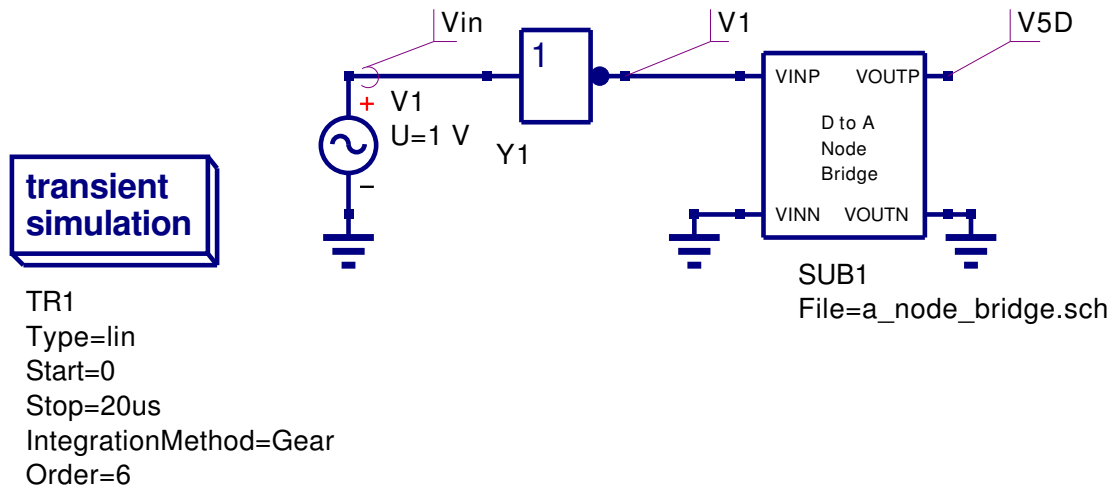 Vin
V1
V5D
1
+
V1
U=1 V
−
Y1
VINP
VOUTP
D to A
Node
Bridge
VINN
VOUTN
SUB1
File=a_node_bridge.sch
transient
simulation
TR1
Type=lin
Start=0
Stop=20us
IntegrationMethod=Gear
Order=6